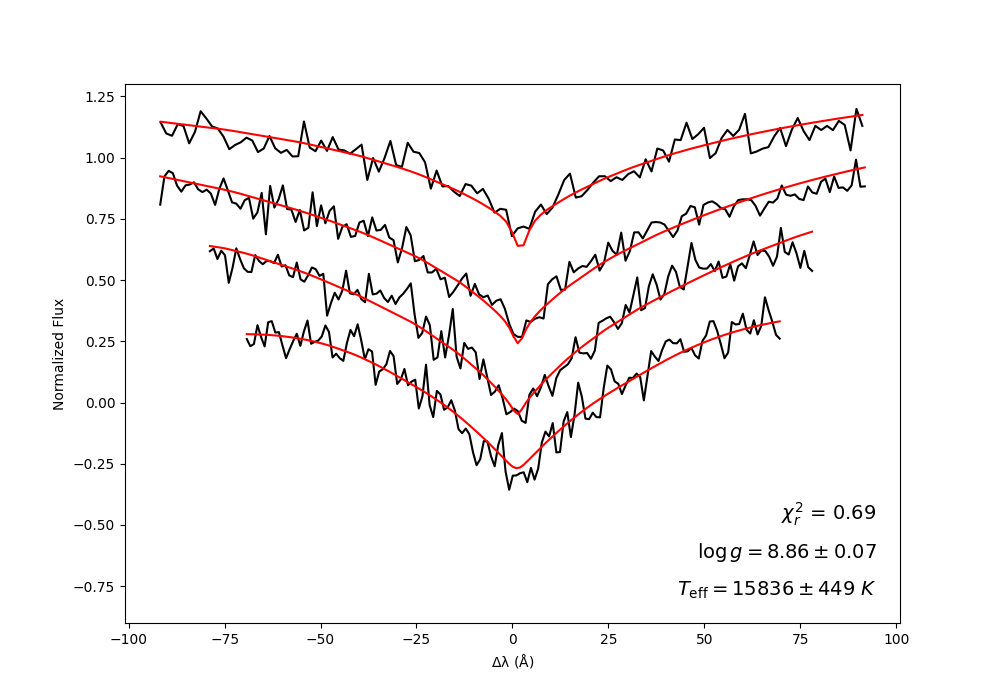 1.25
1.00
0.75
0.50
0.25
0.00
−0.25
−0.50
−0.75
Normalized Flux
χ²ᵣ = 0.69
log g = 8.86 ± 0.07
T_eff = 15836 ± 449 K
−100 −75 −50 −25 0 25 50 75 100
Δλ (Å)